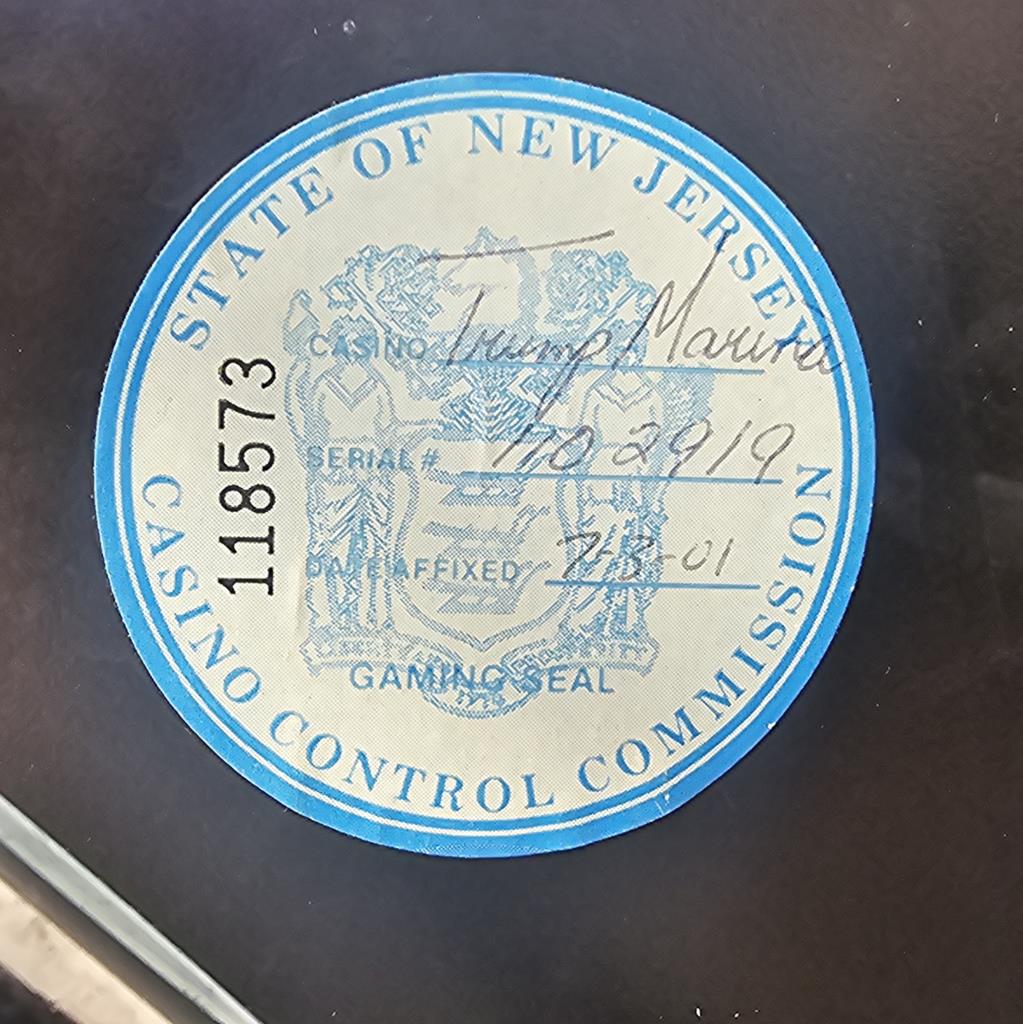 STATE OF NEW JERSEY
CASINO Trump Marina
SERIAL # 702919
DATE AFFIXED 7-3-01
GAMING SEAL
118573
CASINO CONTROL COMMISSION